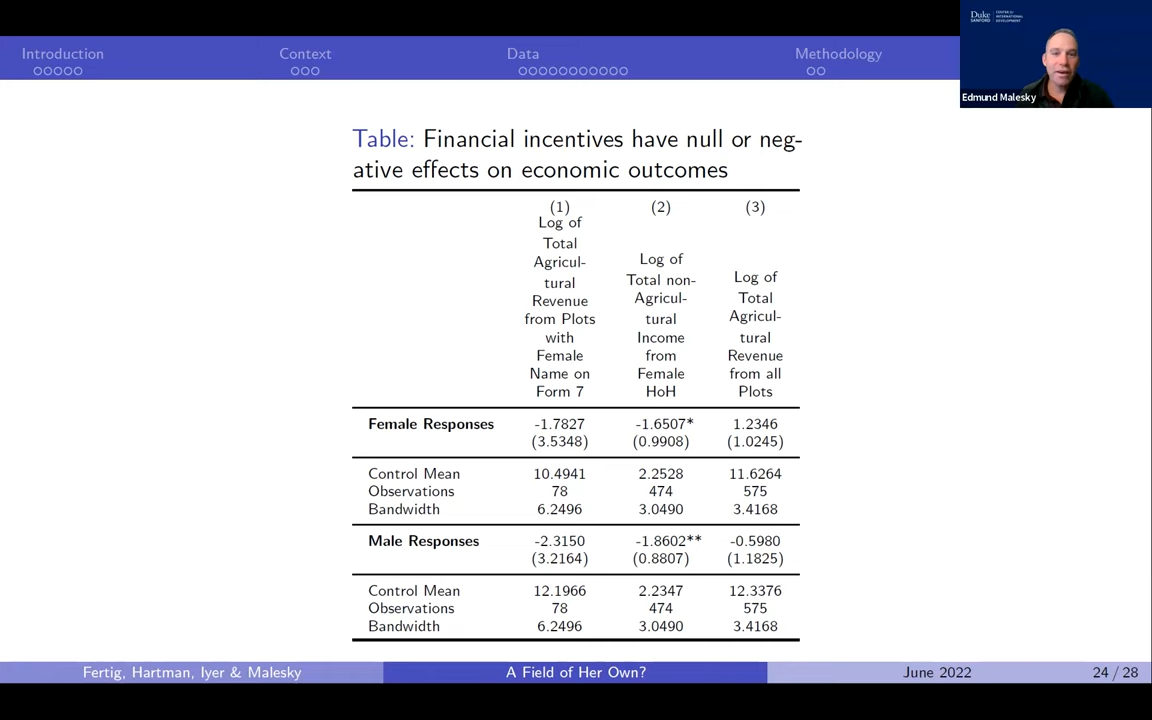 Introduction Context Data Methodology
Duke
SANFORD
CENTER for
INTERNATIONAL
DEVELOPMENT
Edmund Malesky
Table: Financial incentives have null or neg-
ative effects on economic outcomes
(1) (2) (3)
Log of
Total
Agricul-
tural
Revenue
from Plots
with
Female
Name on
Form 7
Log of
Total non-
Agricul-
tural
Income
from
Female
HoH
Log of
Total
Agricul-
tural
Revenue
from all
Plots
Female Responses -1.7827 -1.6507* 1.2346
(3.5348) (0.9908) (1.0245)
Control Mean 10.4941 2.2528 11.6264
Observations 78 474 575
Bandwidth 6.2496 3.0490 3.4168
Male Responses -2.3150 -1.8602** -0.5980
(3.2164) (0.8807) (1.1825)
Control Mean 12.1966 2.2347 12.3376
Observations 78 474 575
Bandwidth 6.2496 3.0490 3.4168
Fertig, Hartman, Iyer & Malesky A Field of Her Own? June 2022 24 / 28